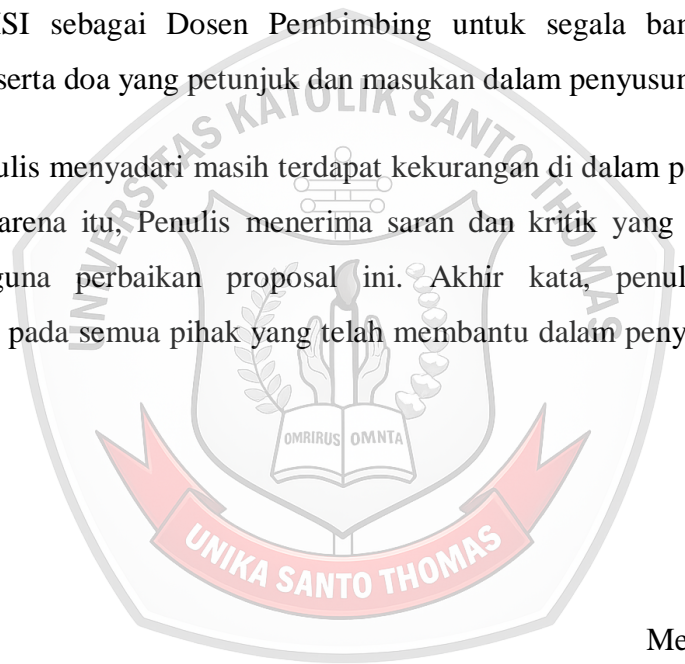 SI sebagai Dosen Pembimbing untuk segala ban
serta doa yang petunjuk dan masukan dalam penyusun
UNIVERSITAS KATOLIK SANTO THOMAS
ulis menyadari masih terdapat kekurangan di dalam p
arena itu, Penulis menerima saran dan kritik yang
guna perbaikan proposal ini. Akhir kata, penul
pada semua pihak yang telah membantu dalam peny
OMRIRUS OMNTA
UNIKA SANTO THOMAS
Me